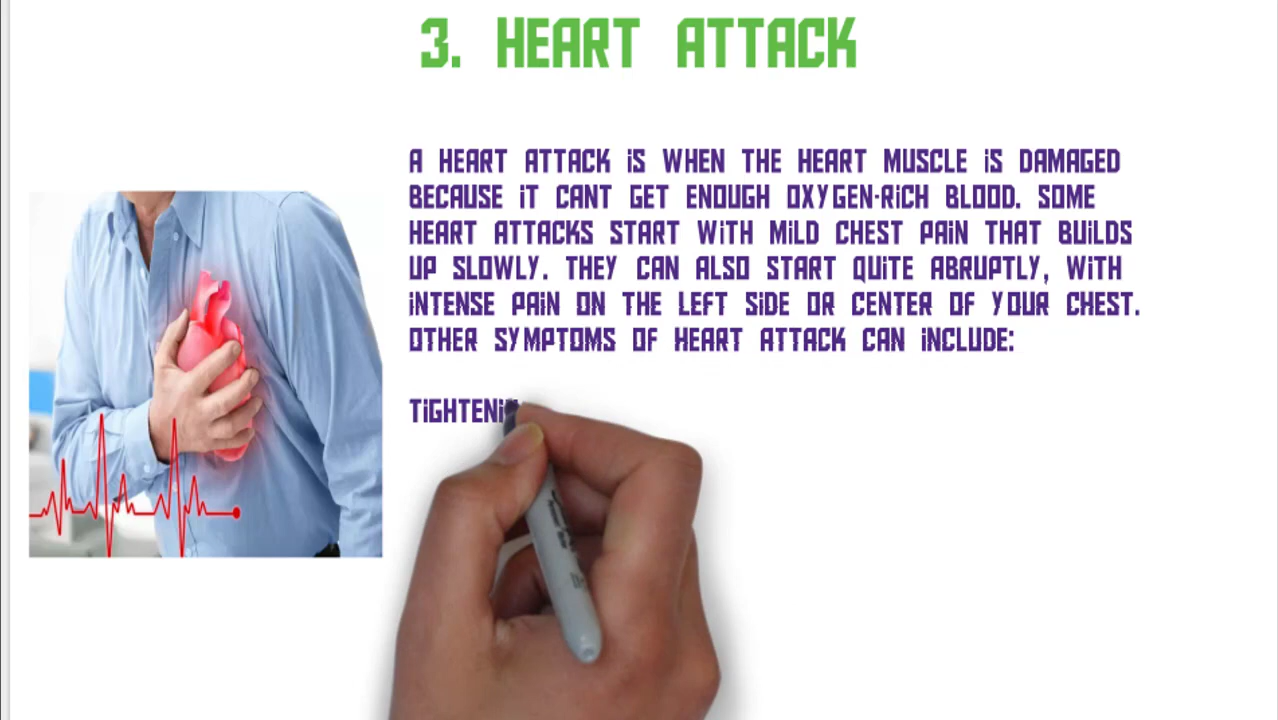 3. HEART ATTACK
A HEART ATTACK iS WHEN THE HEART MUSCLE iS DAMAGED
BECAUSE iT CANT GET ENOUGH OXYGEN-RiCH BLOOD. SOME
HEART ATTACKS START WiTH MiLD CHEST PAiN THAT BUiLDS
UP SLOWLY. THEY CAN ALSO START QUiTE ABRUPTLY, WiTH
iNTENSE PAiN ON THE LEFT SiDE OR CENTER OF YOUR CHEST.
OTHER SYMPTOMS OF HEART ATTACK CAN iNCLUDE:
TiGHTENi